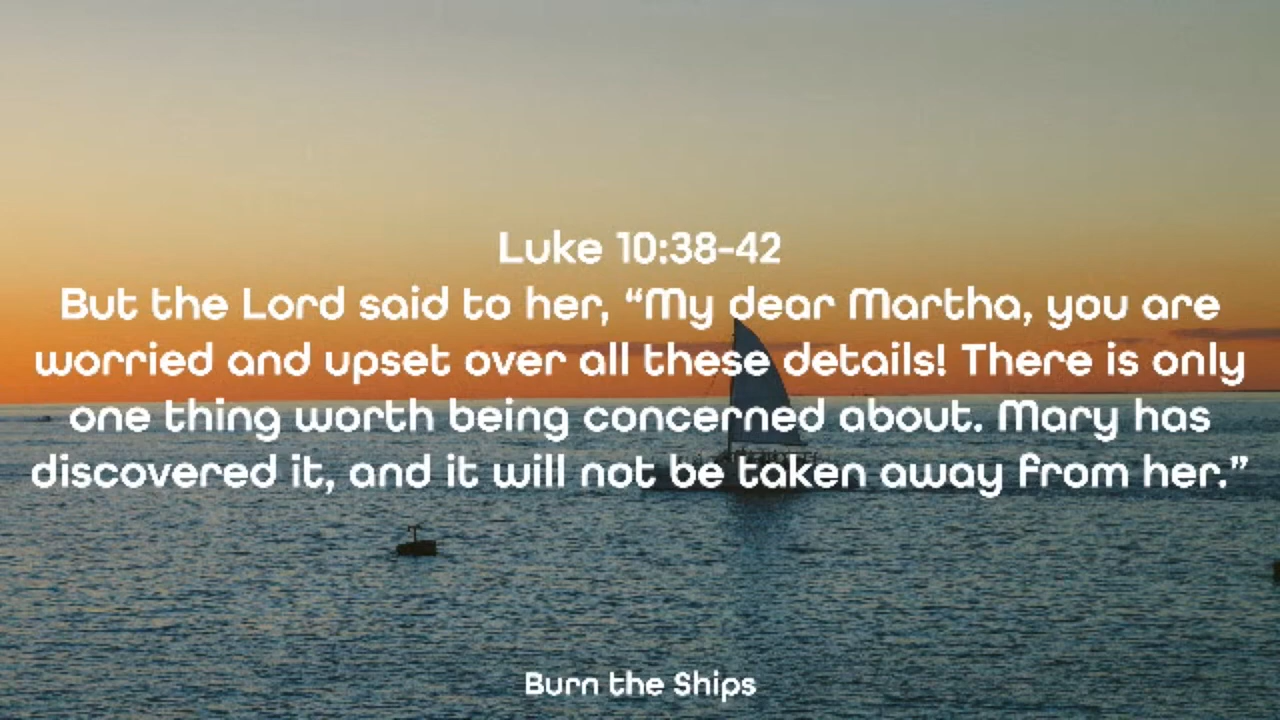 Luke 10:38-42
But the Lord said to her, “My dear Martha, you are
worried and upset over all these details! There is only
one thing worth being concerned about. Mary has
discovered it, and it will not be taken away from her.”
Burn the Ships